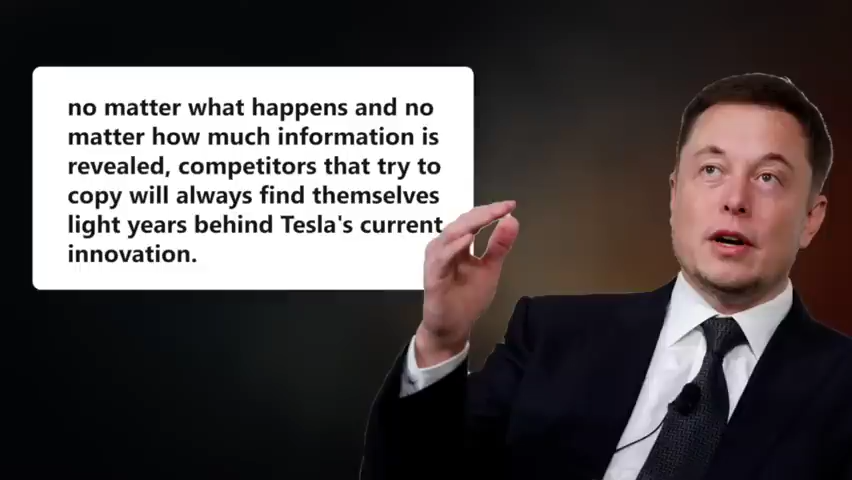 no matter what happens and no
matter how much information is
revealed, competitors that try to
copy will always find themselves
light years behind Tesla's current
innovation.